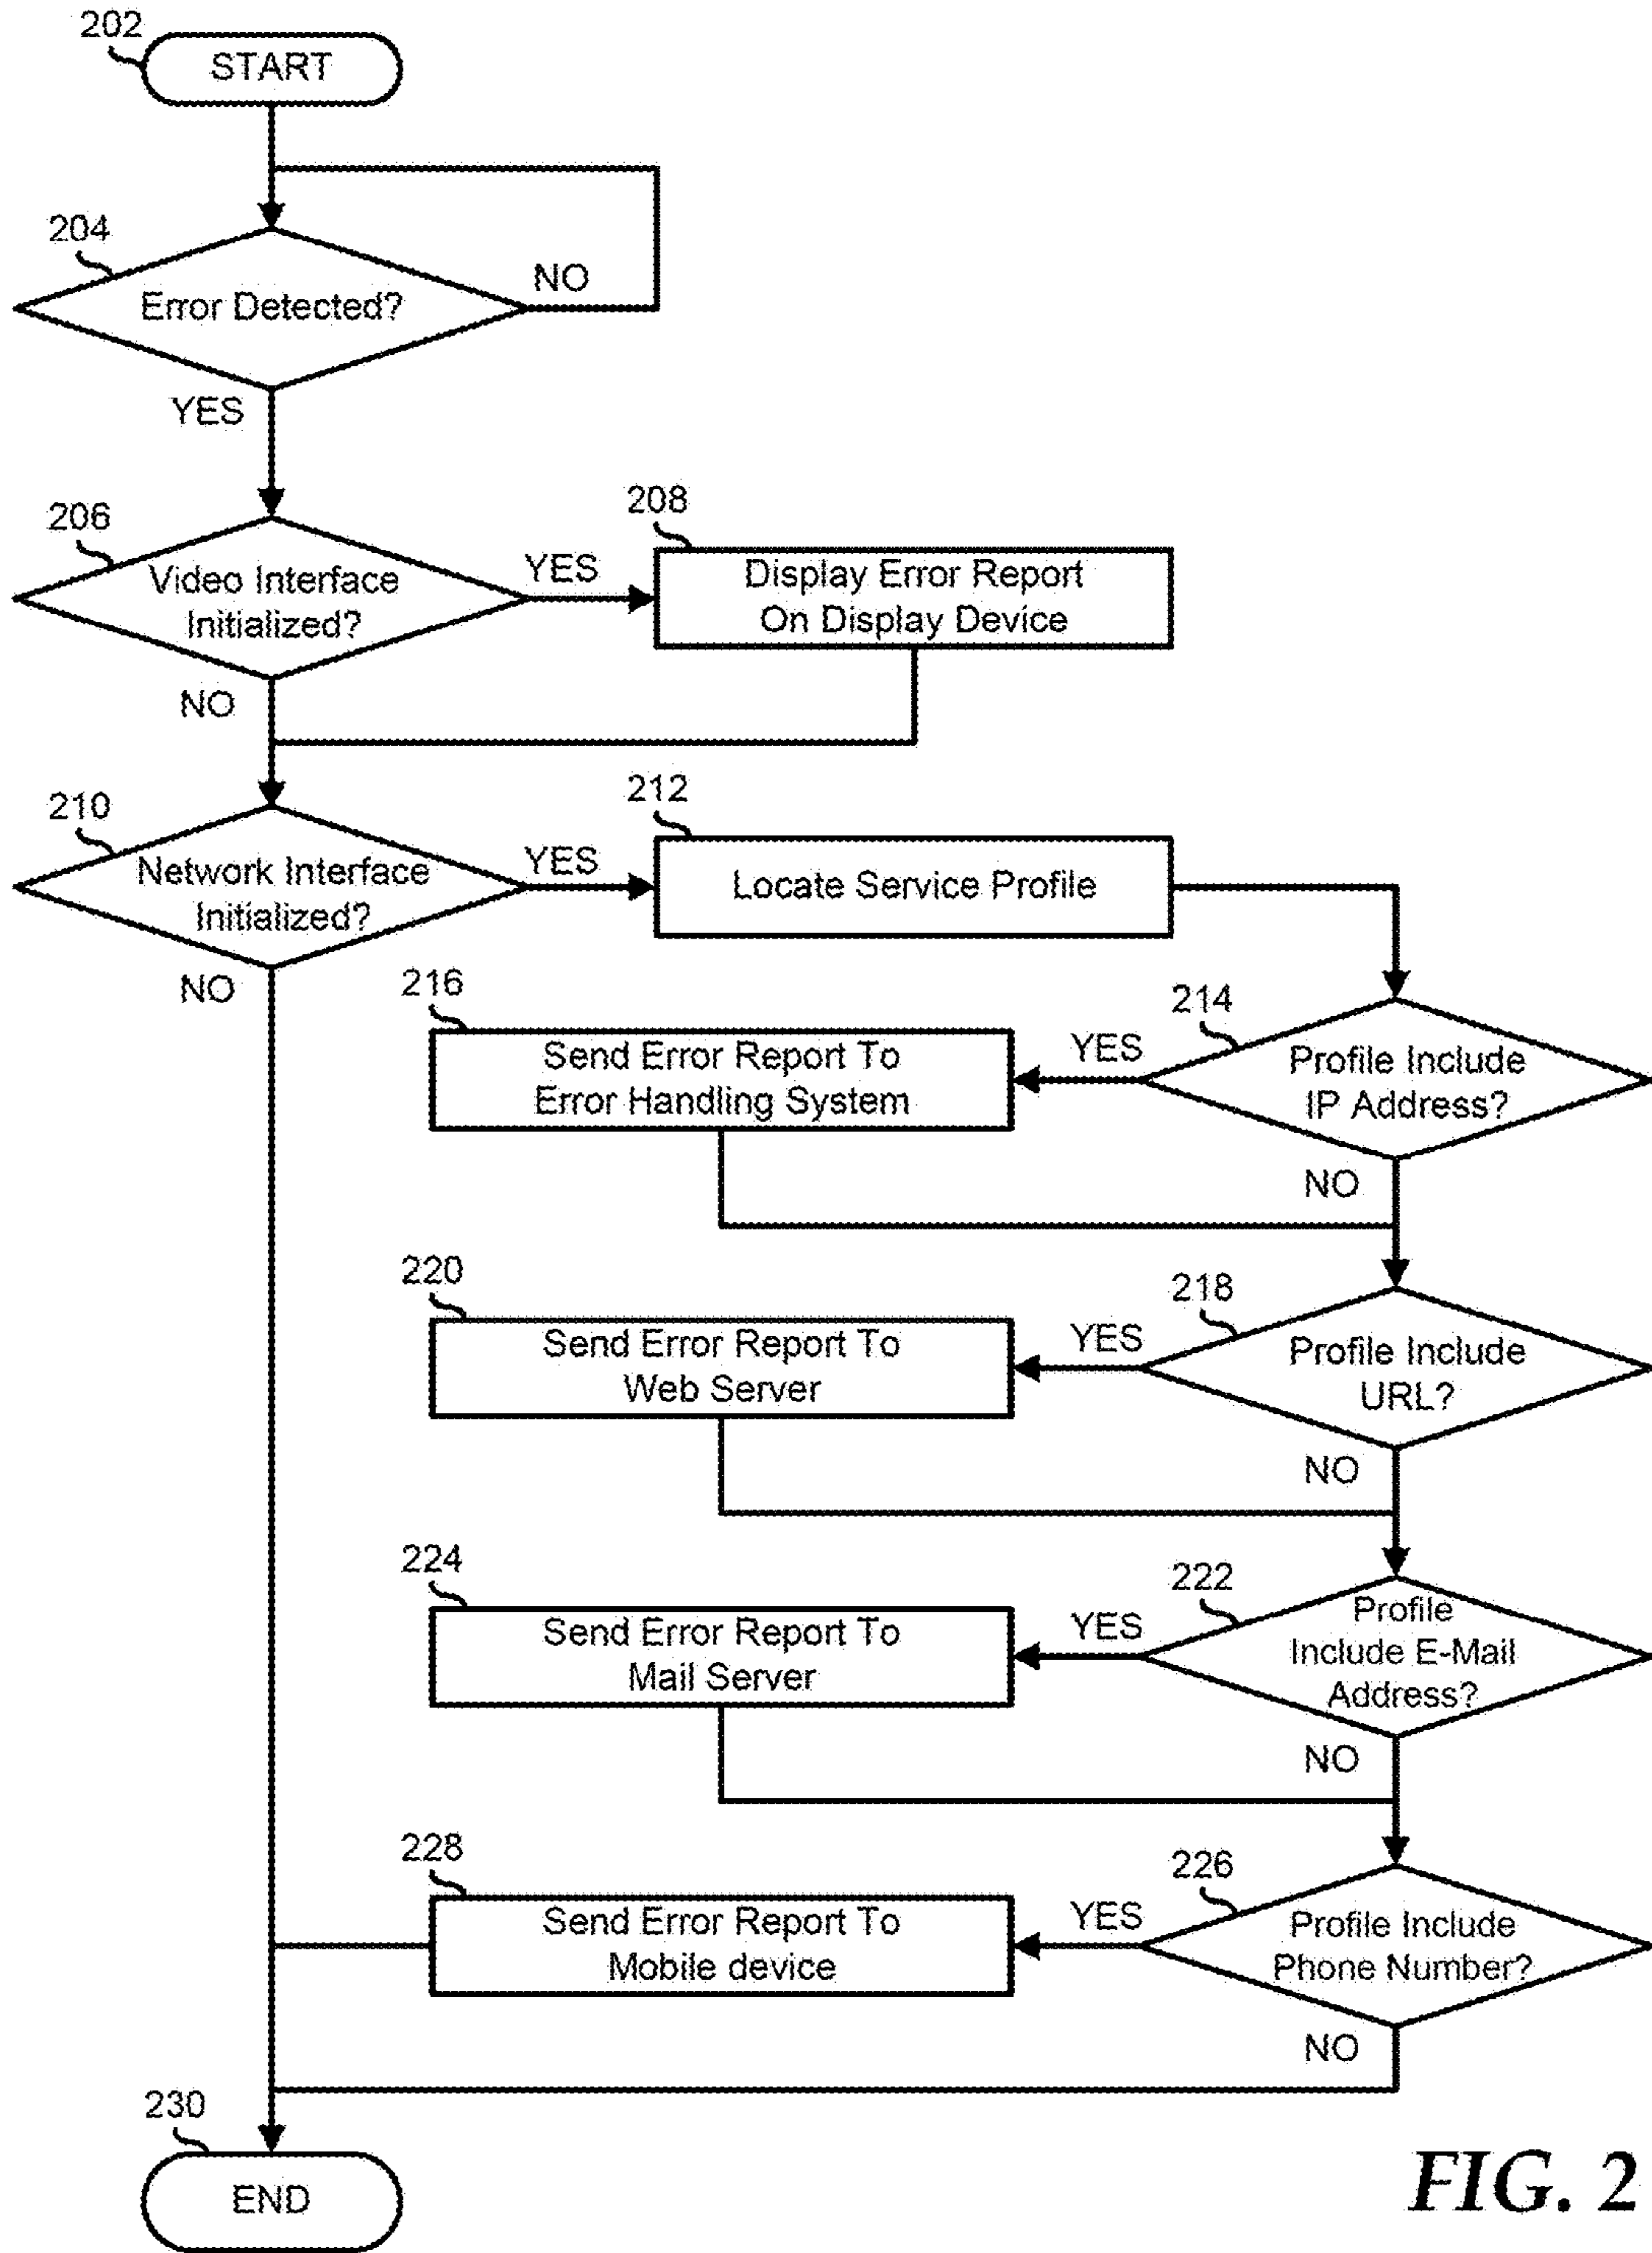 202
START
204
Error Detected?
NO
YES
206
Video Interface
Initialized?
YES
208
Display Error Report
On Display Device
NO
210
Network Interface
Initialized?
YES
212
Locate Service Profile
NO
214
Profile Include
IP Address?
YES
216
Send Error Report To
Error Handling System
NO
218
Profile Include
URL?
YES
220
Send Error Report To
Web Server
NO
222
Profile
Include E-Mail
Address?
YES
224
Send Error Report To
Mail Server
NO
226
Profile Include
Phone Number?
YES
228
Send Error Report To
Mobile device
NO
230
END
FIG. 2